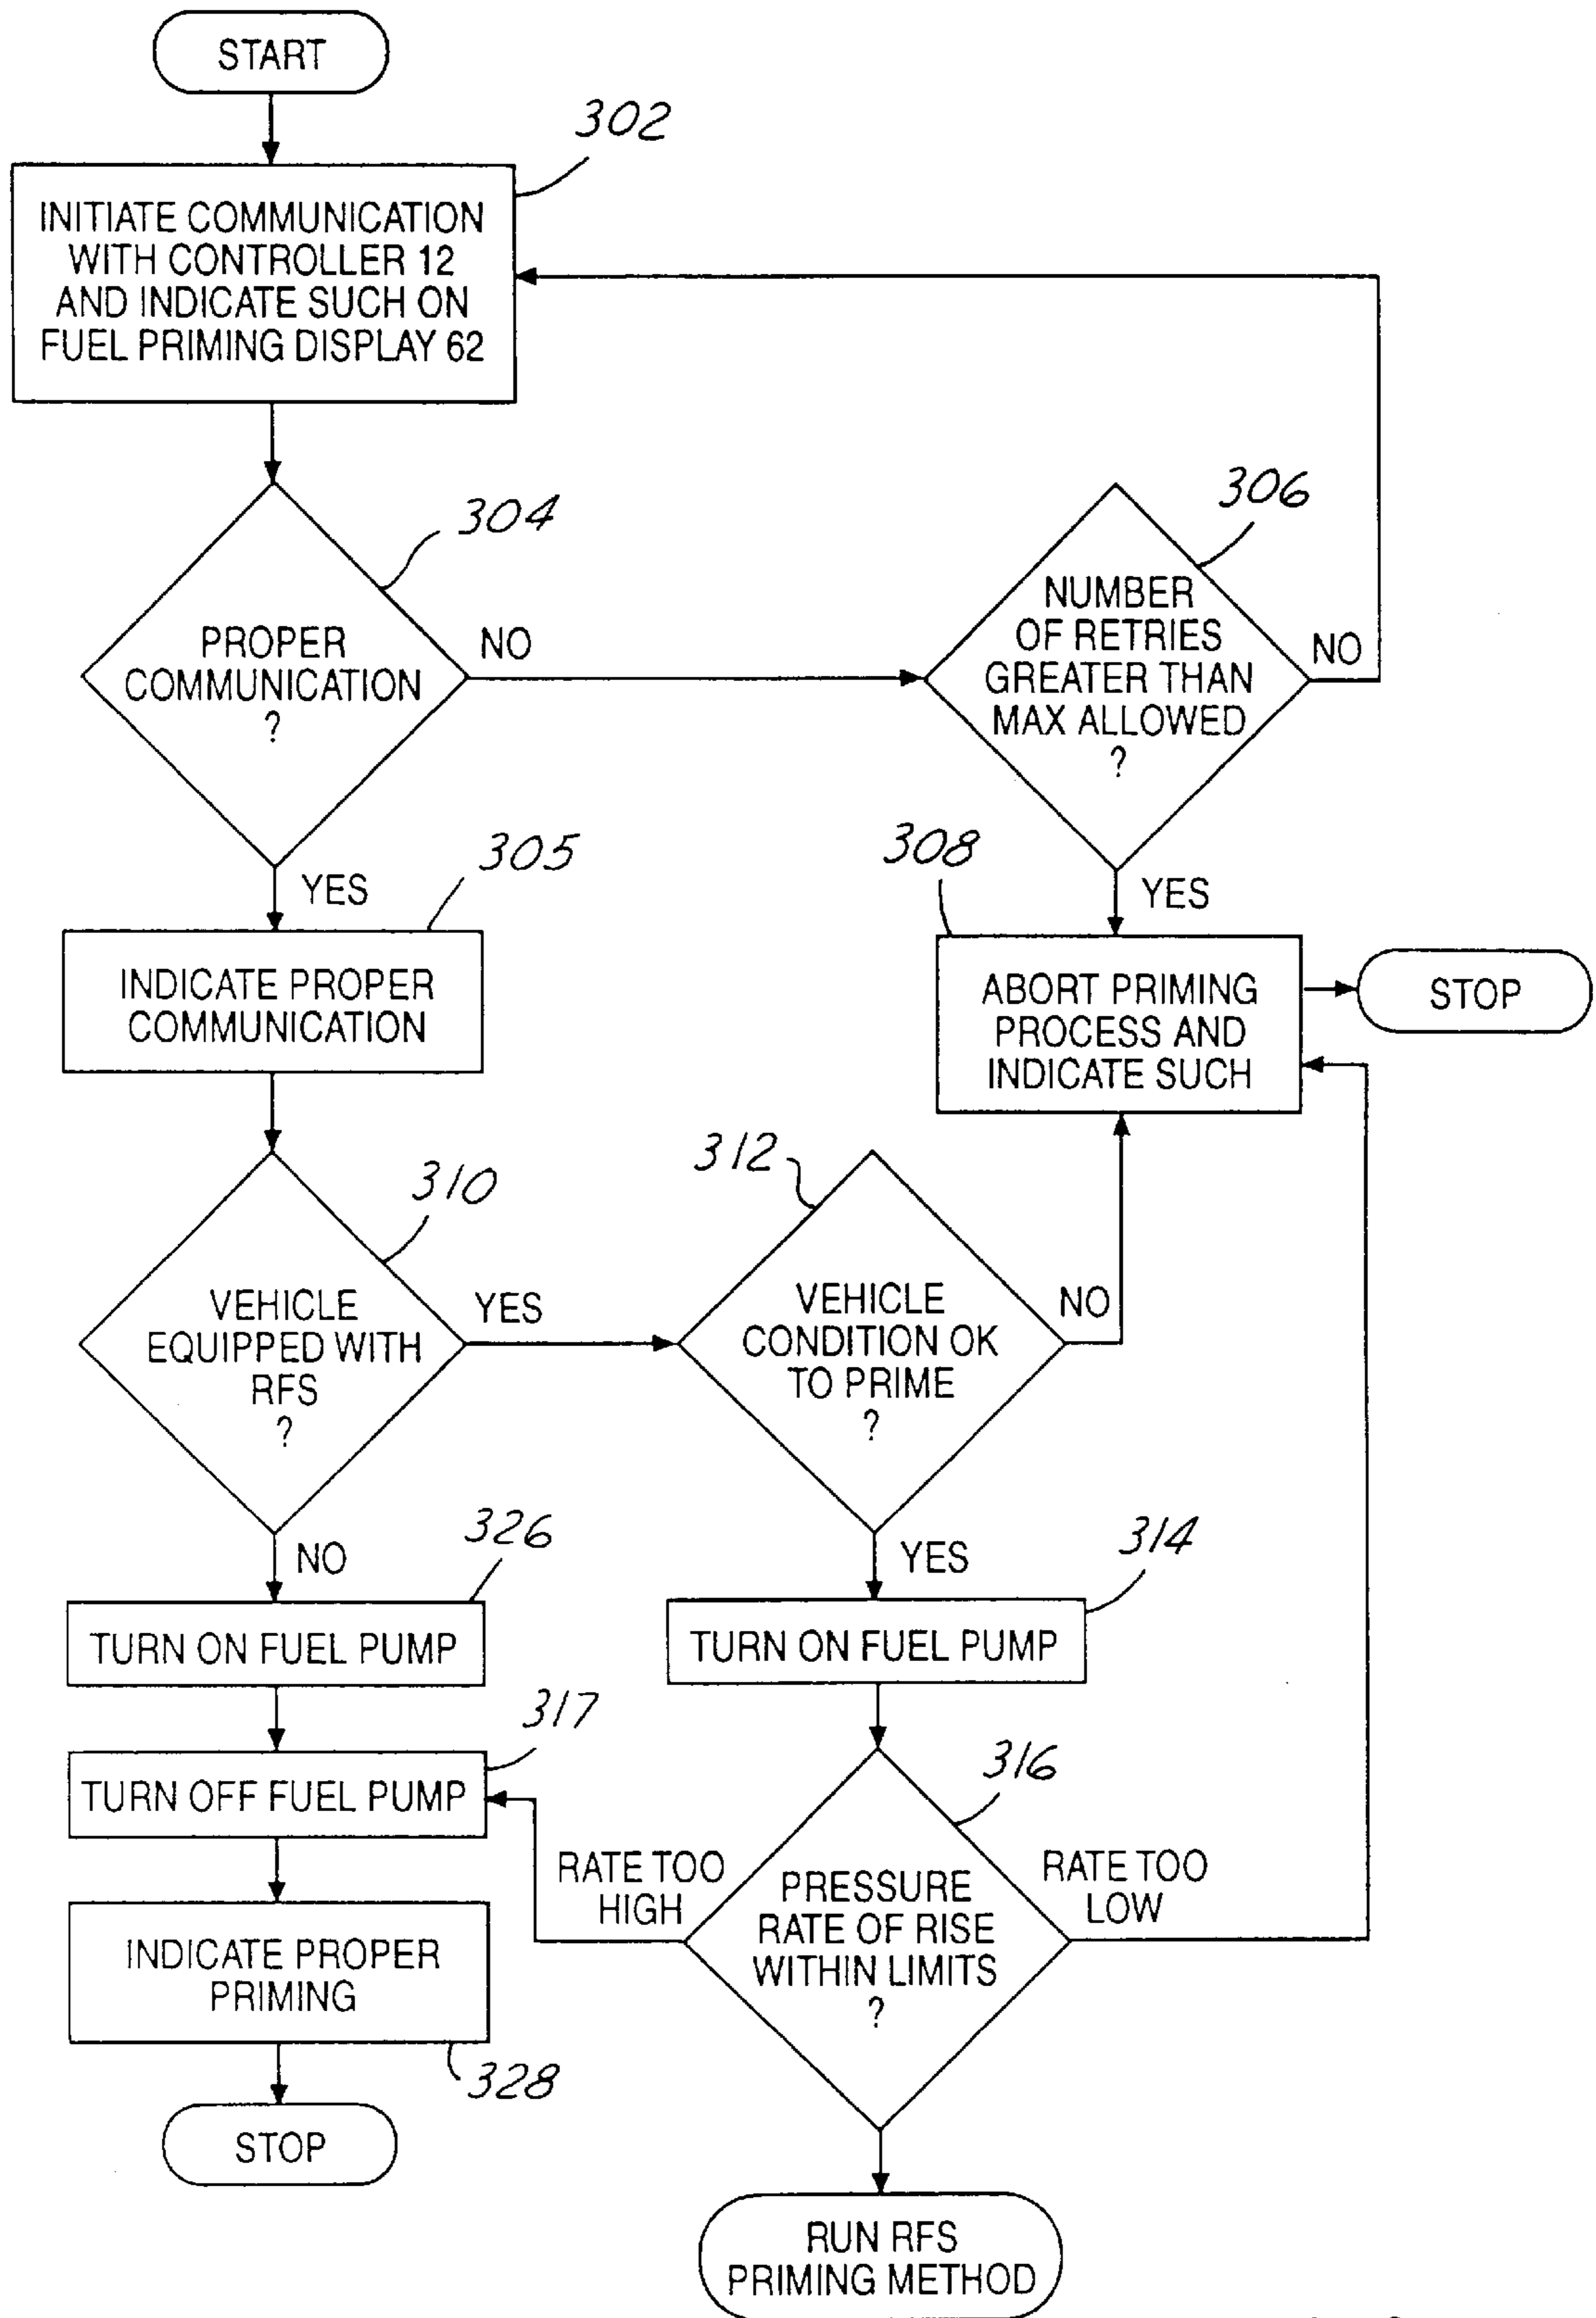 START
302
INITIATE COMMUNICATION
WITH CONTROLLER 12
AND INDICATE SUCH ON
FUEL PRIMING DISPLAY 62
304
PROPER
COMMUNICATION
?
NO
306
NUMBER
OF RETRIES
GREATER THAN
MAX ALLOWED
?
NO
YES
305
INDICATE PROPER
COMMUNICATION
YES
308
ABORT PRIMING
PROCESS AND
INDICATE SUCH
STOP
310
VEHICLE
EQUIPPED WITH
RFS
?
YES
312
VEHICLE
CONDITION OK
TO PRIME
?
NO
NO
326
TURN ON FUEL PUMP
YES
314
TURN ON FUEL PUMP
317
TURN OFF FUEL PUMP
316
PRESSURE
RATE OF RISE
WITHIN LIMITS
?
RATE TOO
HIGH
RATE TOO
LOW
INDICATE PROPER
PRIMING
328
STOP
RUN RFS
PRIMING METHOD